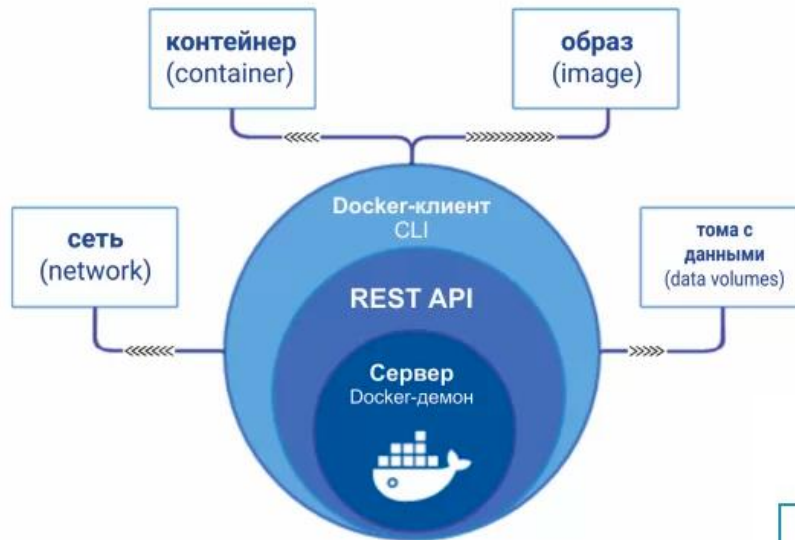 контейнер
(container)
образ
(image)
сеть
(network)
Docker-клиент
CLI
REST API
Сервер
Docker-демон
тома с
данными
(data volumes)